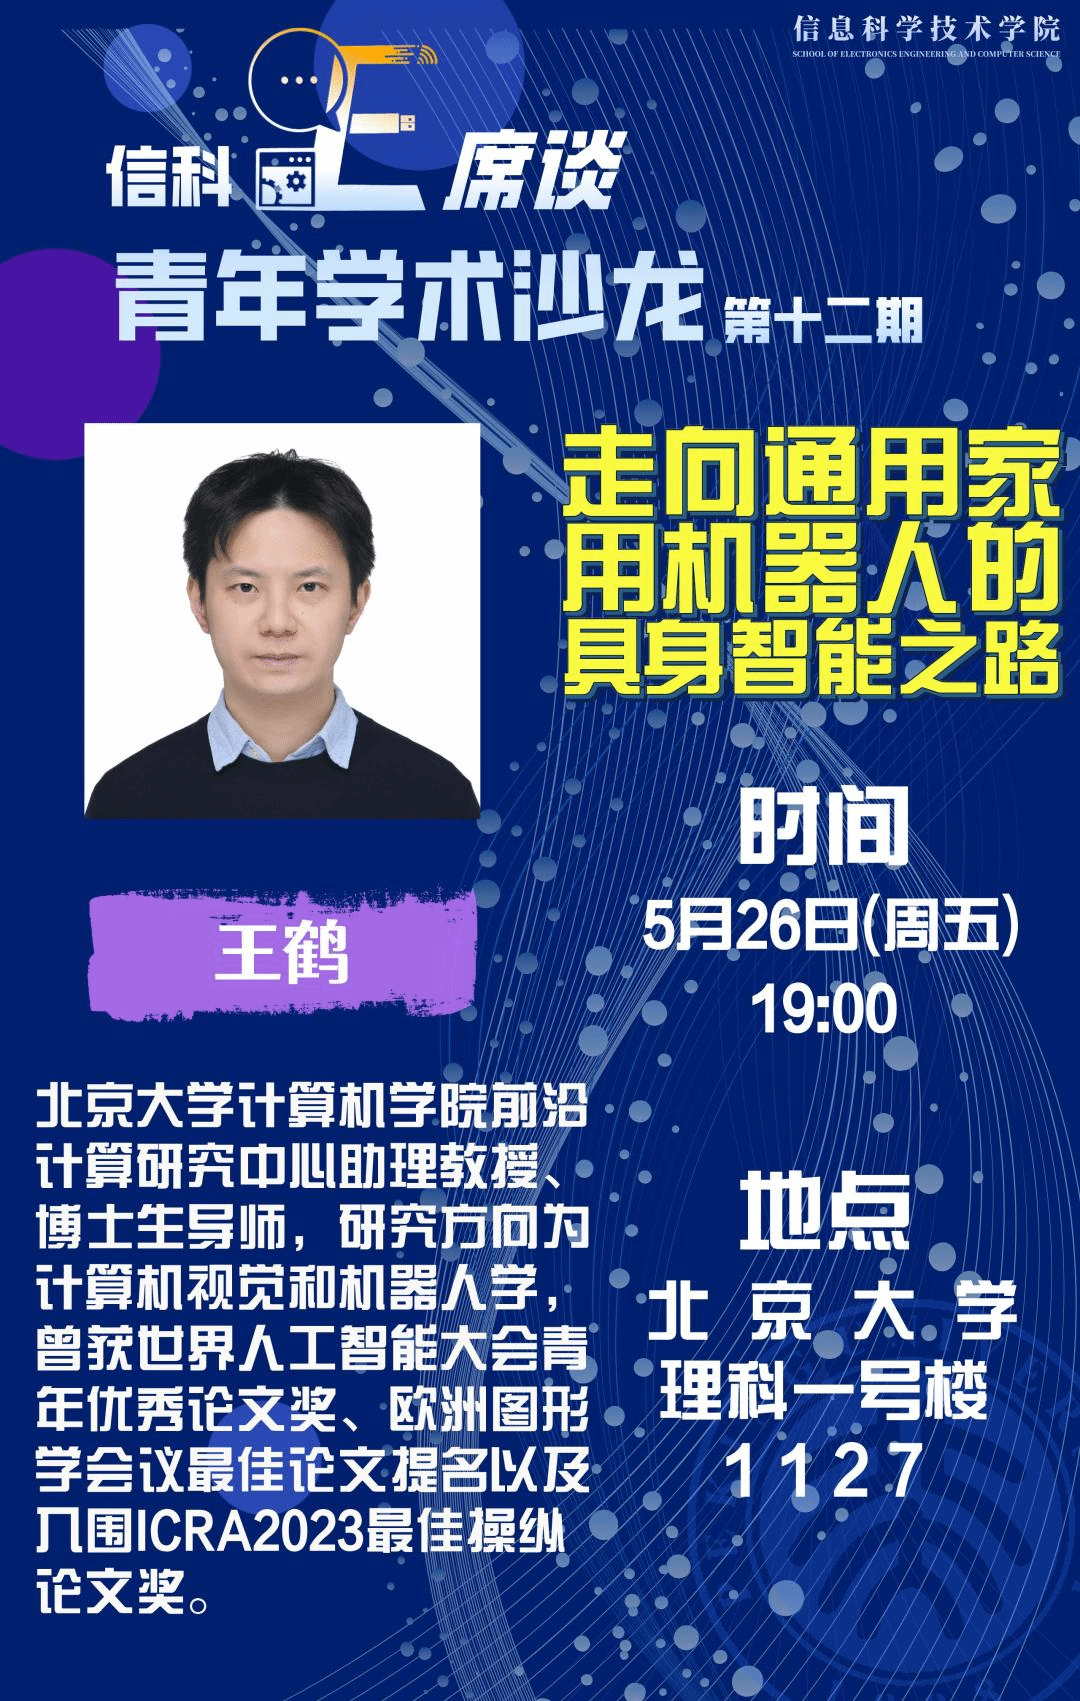 信息科学技术学院
SCHOOL OF ELECTRONICS ENGINEERING AND COMPUTER SCIENCE
信科E席谈
青年学术沙龙 第十二期
走向通用家
用机器人的
具身智能之路
时间
5月26日(周五)
19:00
王鹤
北京大学计算机学院前沿
计算研究中心助理教授、
博士生导师，研究方向为
计算机视觉和机器人学，
曾获世界人工智能大会青
年优秀论文奖、欧洲图形
学会议最佳论文提名以及
入围ICRA2023最佳操纵
论文奖。
地点
北京大学
理科一号楼
1127